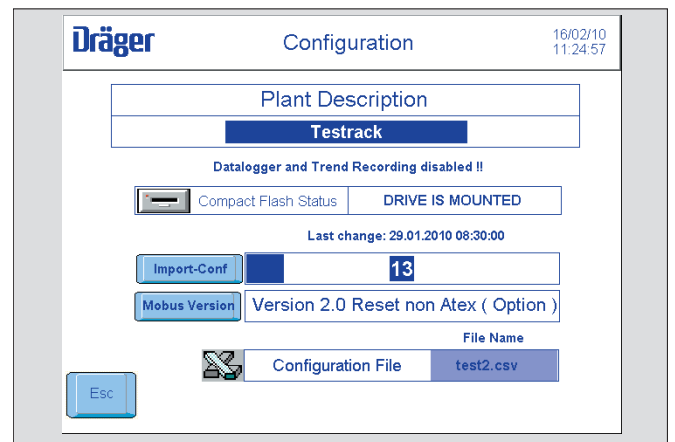 Dräger
Configuration
16/02/10
11:24:57
Plant Description
Testrack
Datalogger and Trend Recording disabled !!
Compact Flash Status
DRIVE IS MOUNTED
Last change: 29.01.2010 08:30:00
Import-Conf
13
Mobus Version
Version 2.0 Reset non Atex ( Option )
File Name
Configuration File
test2.csv
Esc